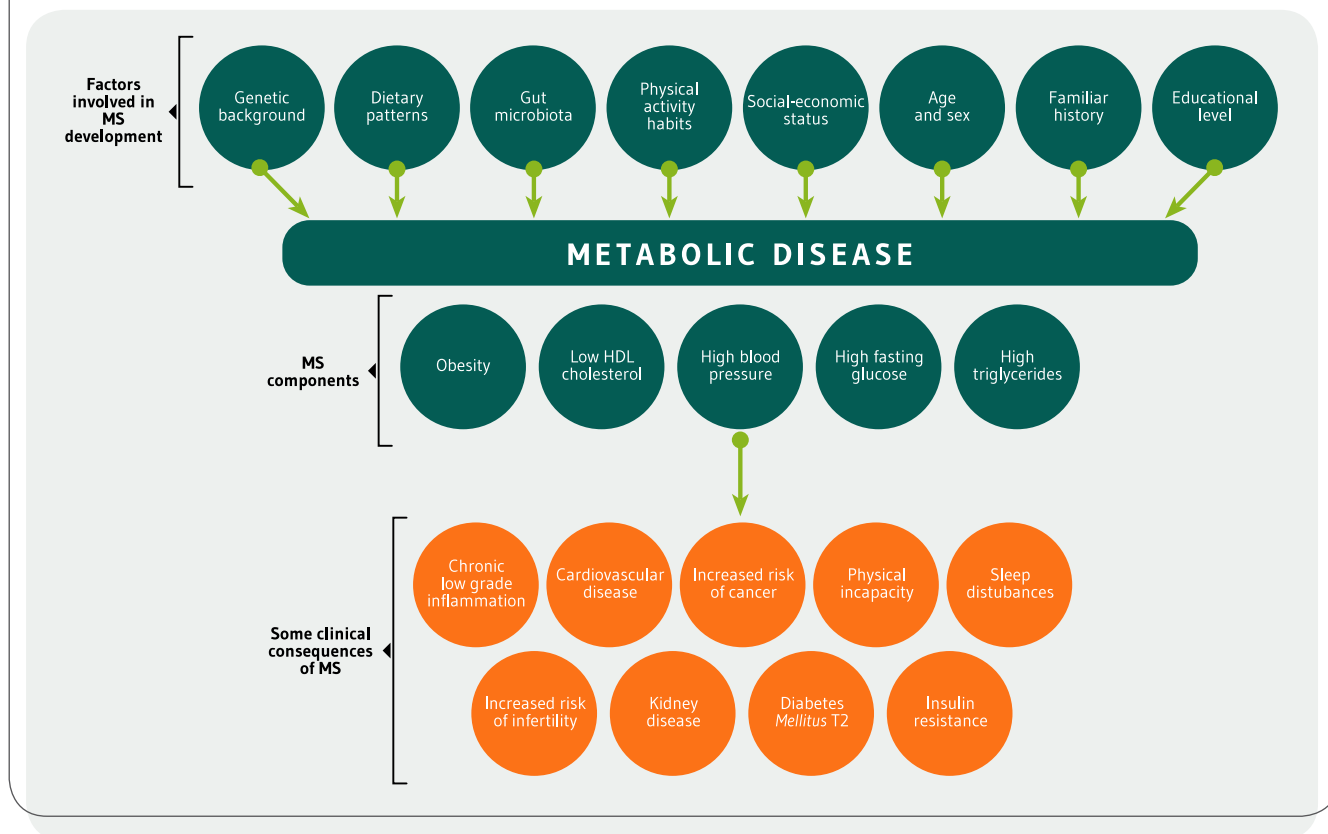 Factors
involved in
MS
development
Genetic
background
Dietary
patterns
Gut
microbiota
Physical
activity
habits
Social-economic
status
Age
and sex
Familiar
history
Educational
level
METABOLIC DISEASE
MS
components
Obesity
Low HDL
cholesterol
High blood
pressure
High fasting
glucose
High
triglycerides
Some clinical
consequences
of MS
Chronic
low grade
inflammation
Cardiovascular
disease
Increased risk
of cancer
Physical
incapacity
Sleep
distubances
Increased risk
of infertility
Kidney
disease
Diabetes
Mellitus T2
Insulin
resistance